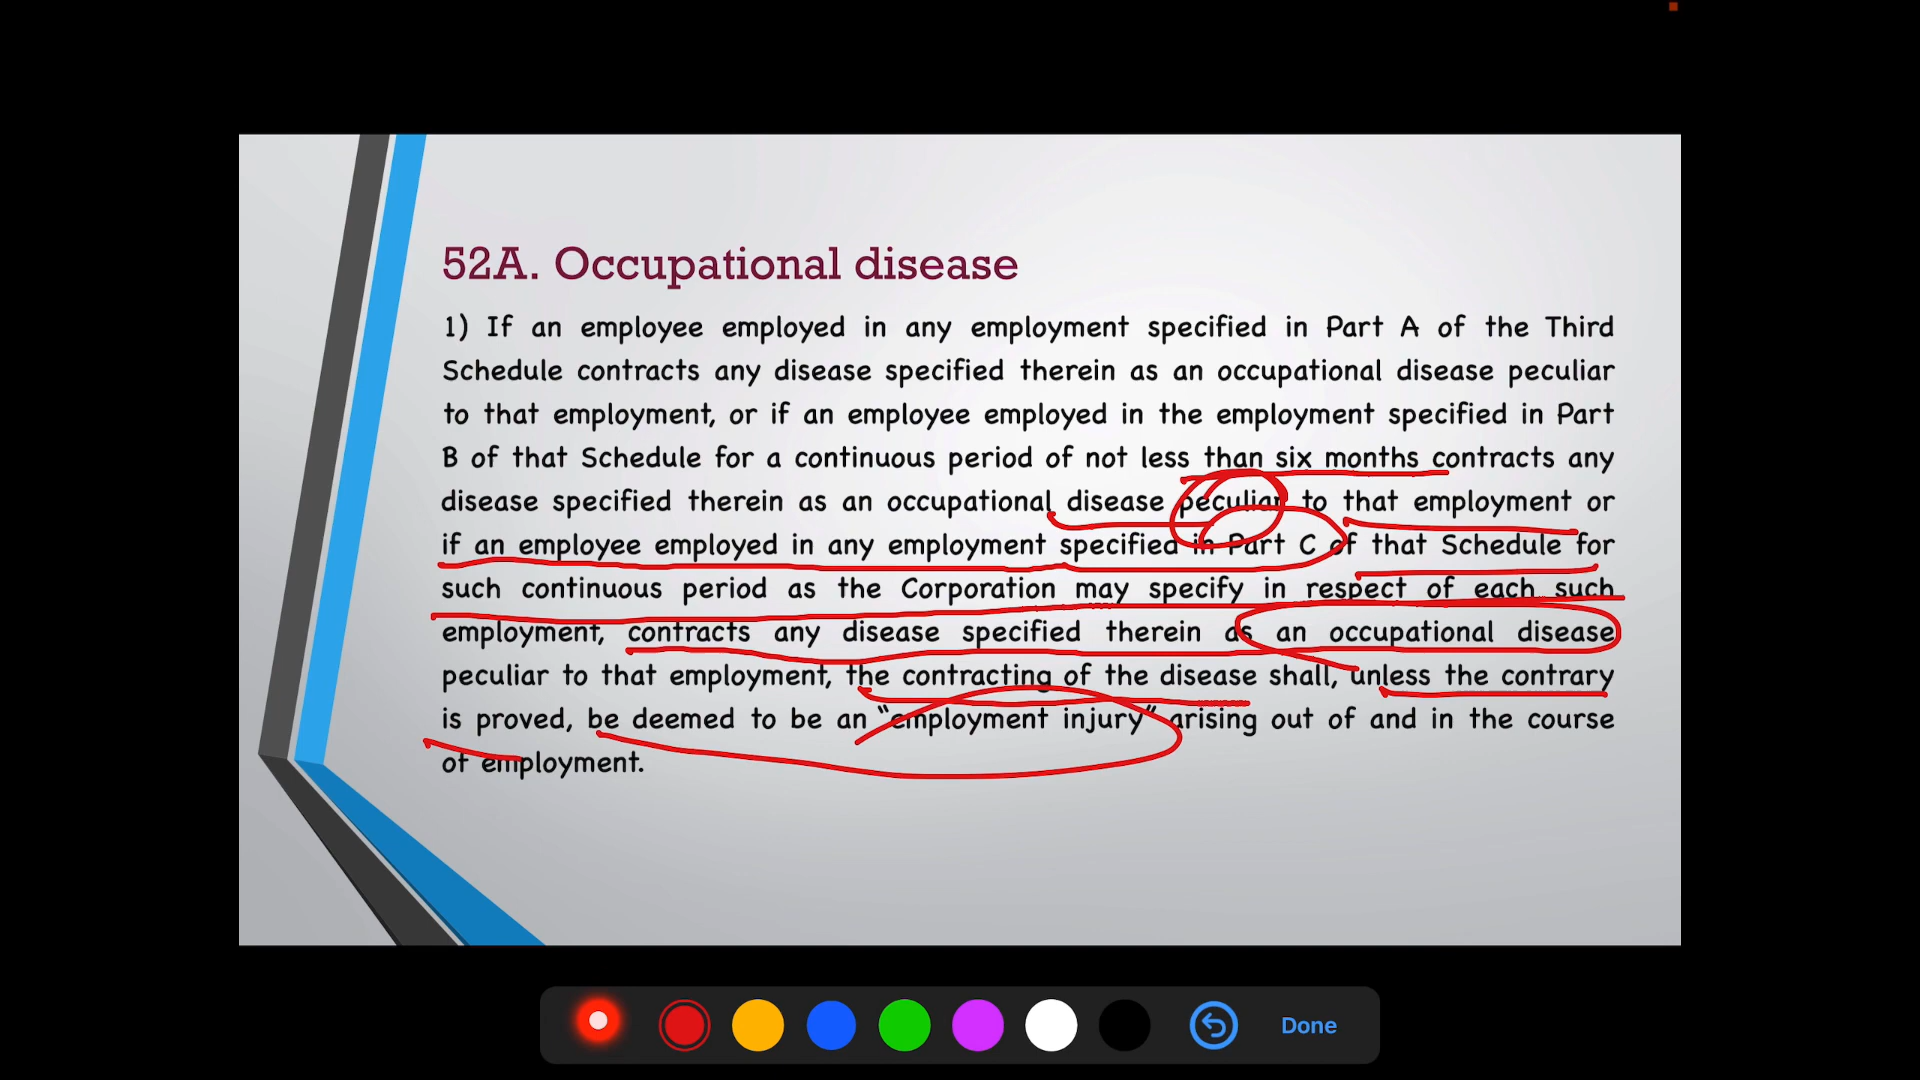 52A. Occupational disease
1) If an employee employed in any employment specified in Part A of the Third
Schedule contracts any disease specified therein as an occupational disease peculiar
to that employment, or if an employee employed in the employment specified in Part
B of that Schedule for a continuous period of not less than six months contracts any
disease specified therein as an occupational disease peculiar to that employment or
if an employee employed in any employment specified in Part C of that Schedule for
such continuous period as the Corporation may specify in respect of each such
employment, contracts any disease specified therein as an occupational disease
peculiar to that employment, the contracting of the disease shall, unless the contrary
is proved, be deemed to be an “employment injury” arising out of and in the course
of employment.
Done